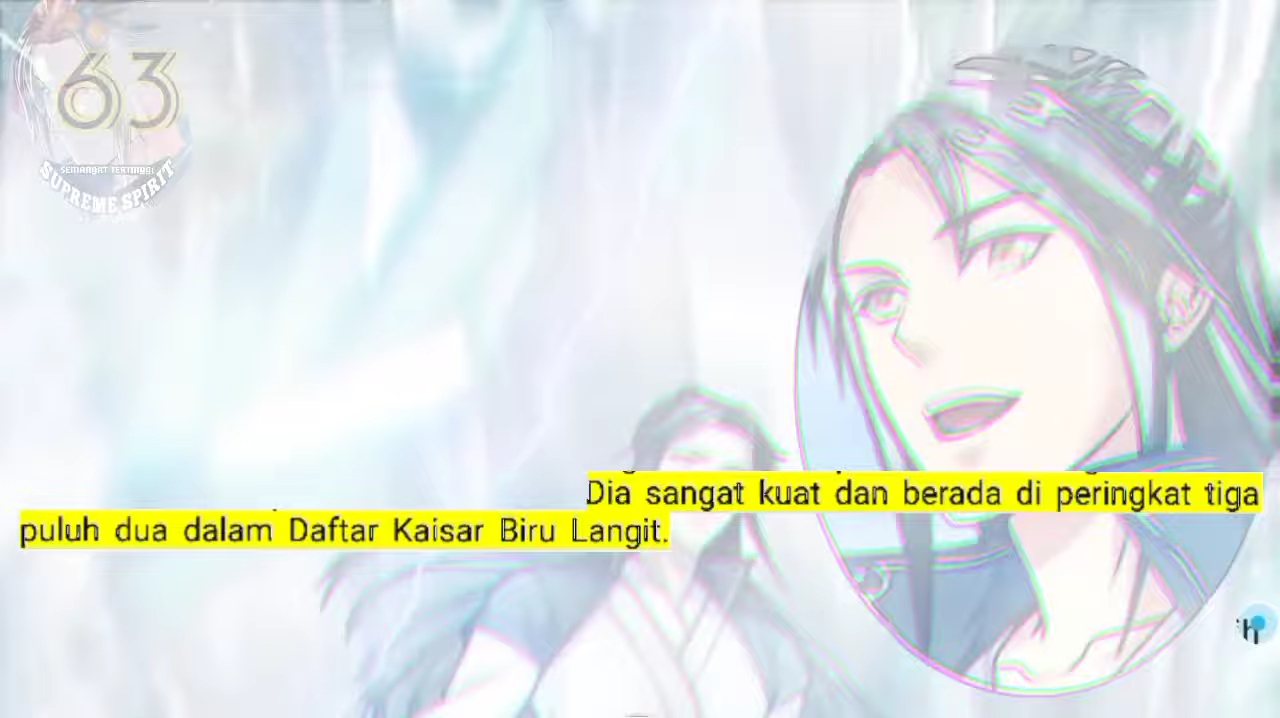 63
SEMANGAT TERTINGGI
SUPREME SPIRIT
Dia sangat kuat dan berada di peringkat tiga
puluh dua dalam Daftar Kaisar Biru Langit.